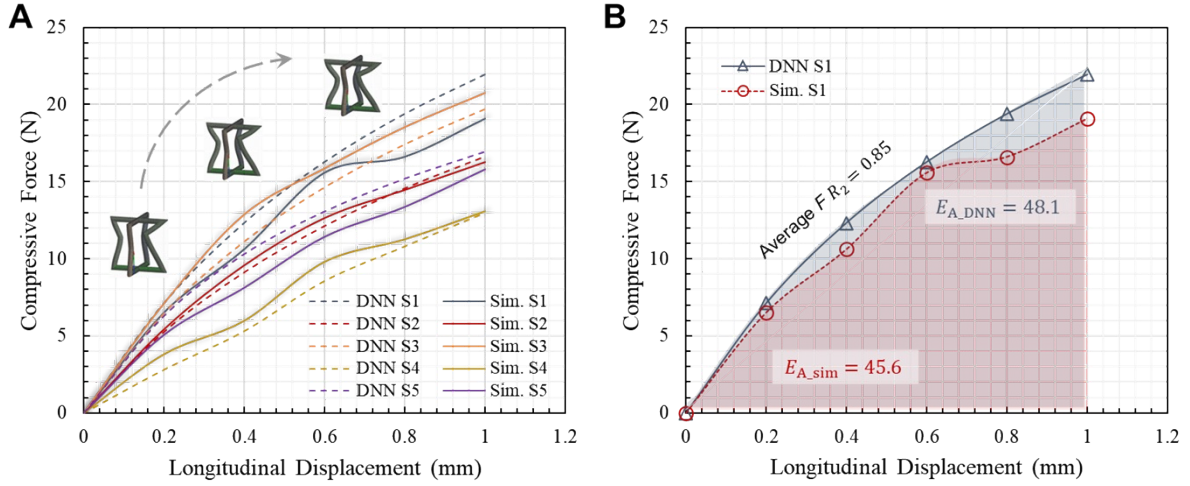 A
Compressive Force (N)
25
20
15
10
5
0
0 0.2 0.4 0.6 0.8 1 1.2
Longitudinal Displacement (mm)
DNN S1 Sim. S1
DNN S2 Sim. S2
DNN S3 Sim. S3
DNN S4 Sim. S4
DNN S5 Sim. S5
B
Compressive Force (N)
25
20
15
10
5
0
0 0.2 0.4 0.6 0.8 1 1.2
Longitudinal Displacement (mm)
DNN S1
Sim. S1
Average F R₂ = 0.85
E_A_DNN = 48.1
E_A_sim = 45.6